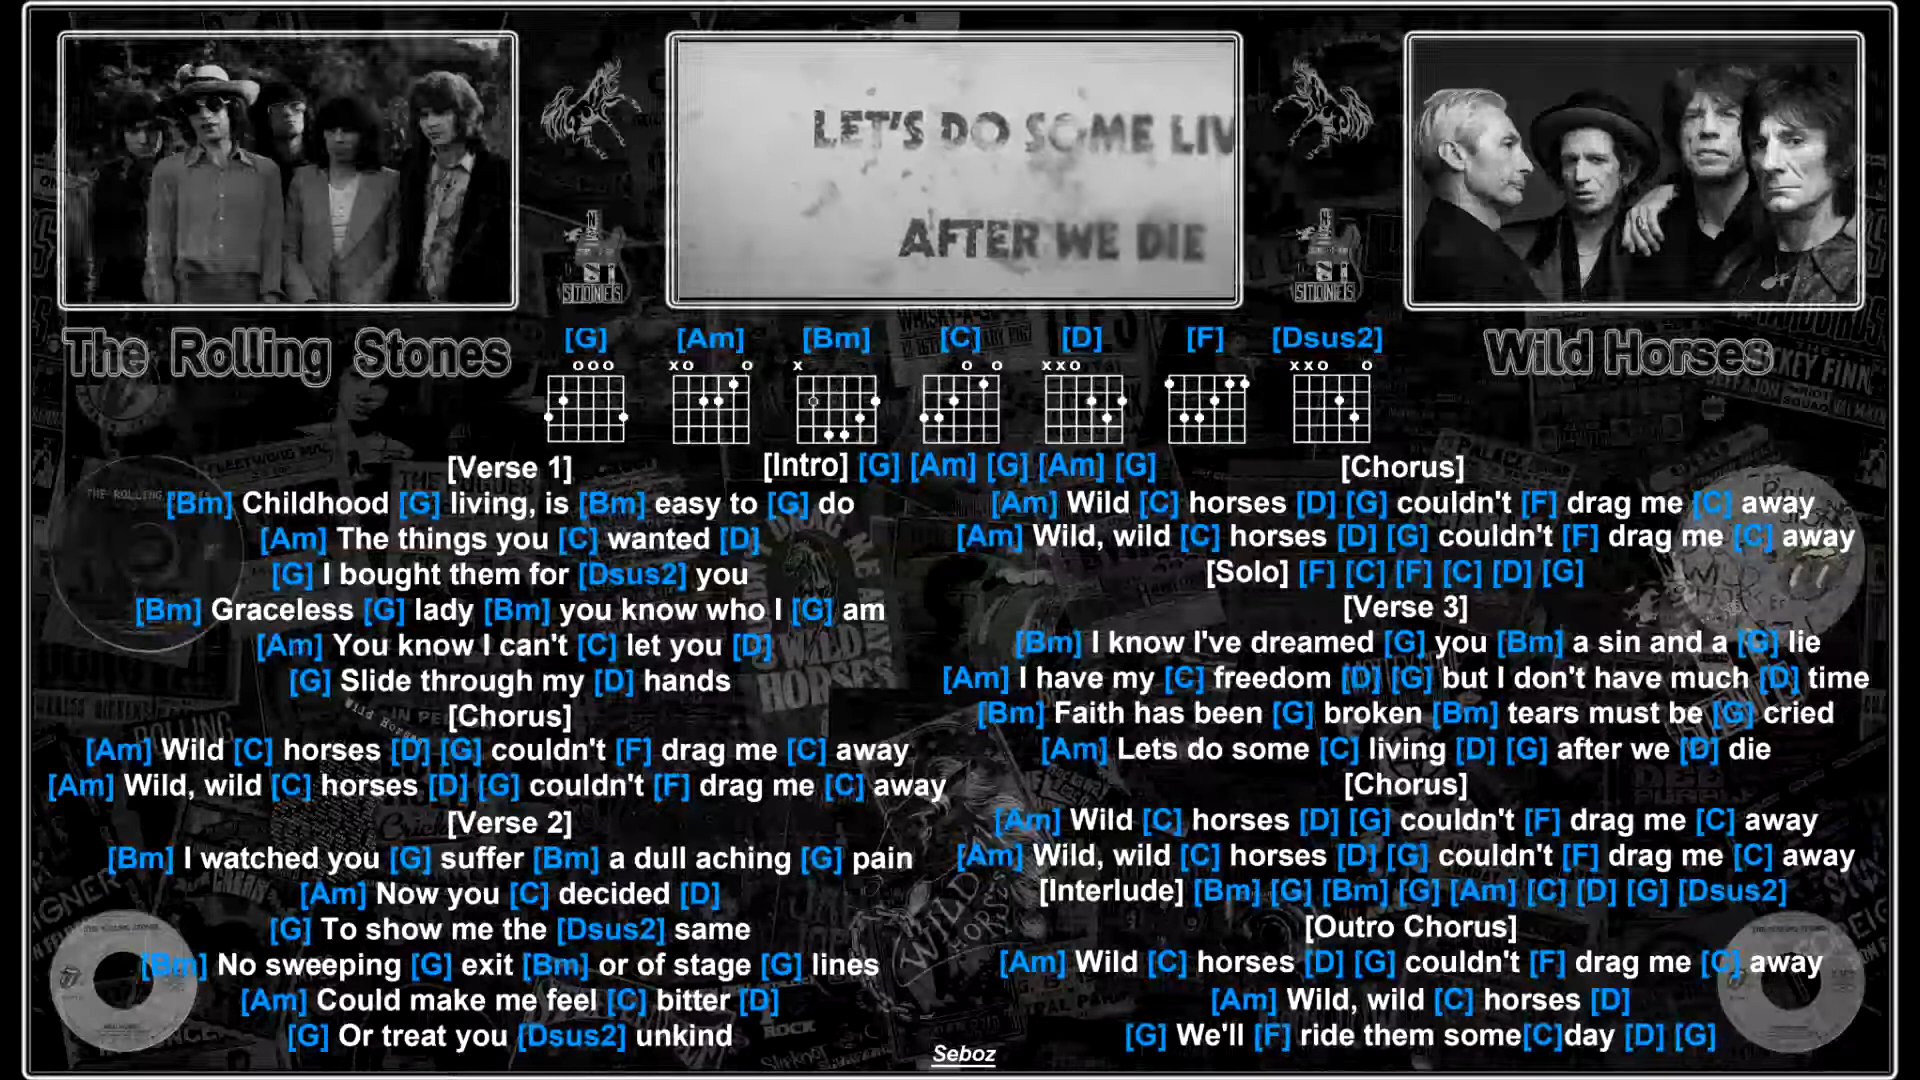 LET'S DO SOME LIV
AFTER WE DIE
STONES
STONES
The Rolling Stones
Wild Horses
[G] [Am] [Bm] [C] [D] [F] [Dsus2]
[Intro] [G] [Am] [G] [Am] [G]
[Verse 1]
[Bm] Childhood [G] living, is [Bm] easy to [G] do
[Am] The things you [C] wanted [D]
[G] I bought them for [Dsus2] you
[Bm] Graceless [G] lady [Bm] you know who I [G] am
[Am] You know I can't [C] let you [D]
[G] Slide through my [D] hands
[Chorus]
[Am] Wild [C] horses [D] [G] couldn't [F] drag me [C] away
[Am] Wild, wild [C] horses [D] [G] couldn't [F] drag me [C] away
[Verse 2]
[Bm] I watched you [G] suffer [Bm] a dull aching [G] pain
[Am] Now you [C] decided [D]
[G] To show me the [Dsus2] same
[Bm] No sweeping [G] exit [Bm] or of stage [G] lines
[Am] Could make me feel [C] bitter [D]
[G] Or treat you [Dsus2] unkind
[Chorus]
[Am] Wild [C] horses [D] [G] couldn't [F] drag me [C] away
[Am] Wild, wild [C] horses [D] [G] couldn't [F] drag me [C] away
[Solo] [F] [C] [F] [C] [D] [G]
[Verse 3]
[Bm] I know I've dreamed [G] you [Bm] a sin and a [G] lie
[Am] I have my [C] freedom [D] [G] but I don't have much [D] time
[Bm] Faith has been [G] broken [Bm] tears must be [G] cried
[Am] Lets do some [C] living [D] [G] after we [D] die
[Chorus]
[Am] Wild [C] horses [D] [G] couldn't [F] drag me [C] away
[Am] Wild, wild [C] horses [D] [G] couldn't [F] drag me [C] away
[Interlude] [Bm] [G] [Bm] [G] [Am] [C] [D] [G] [Dsus2]
[Outro Chorus]
[Am] Wild [C] horses [D] [G] couldn't [F] drag me [C] away
[Am] Wild, wild [C] horses [D]
[G] We'll [F] ride them some[C]day [D] [G]
Seboz